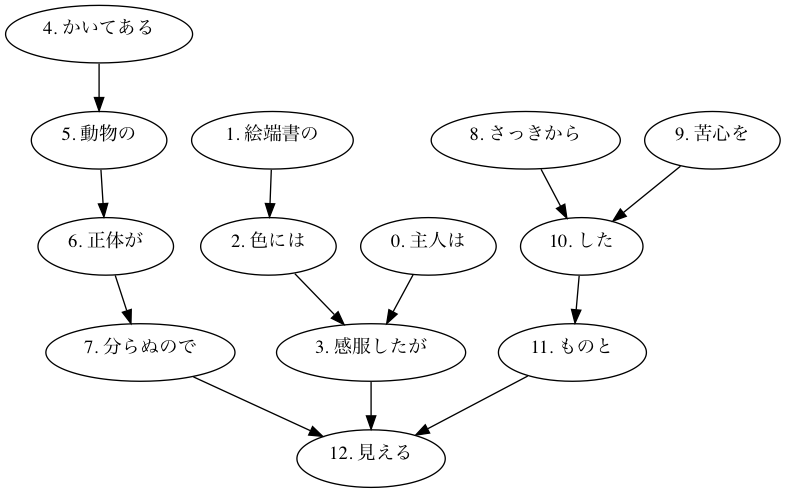 4. かいてある
5. 動物の
1. 絵端書の
8. さっきから
9. 苦心を
6. 正体が
2. 色には
0. 主人は
10. した
7. 分らぬので
3. 感服したが
11. ものと
12. 見える